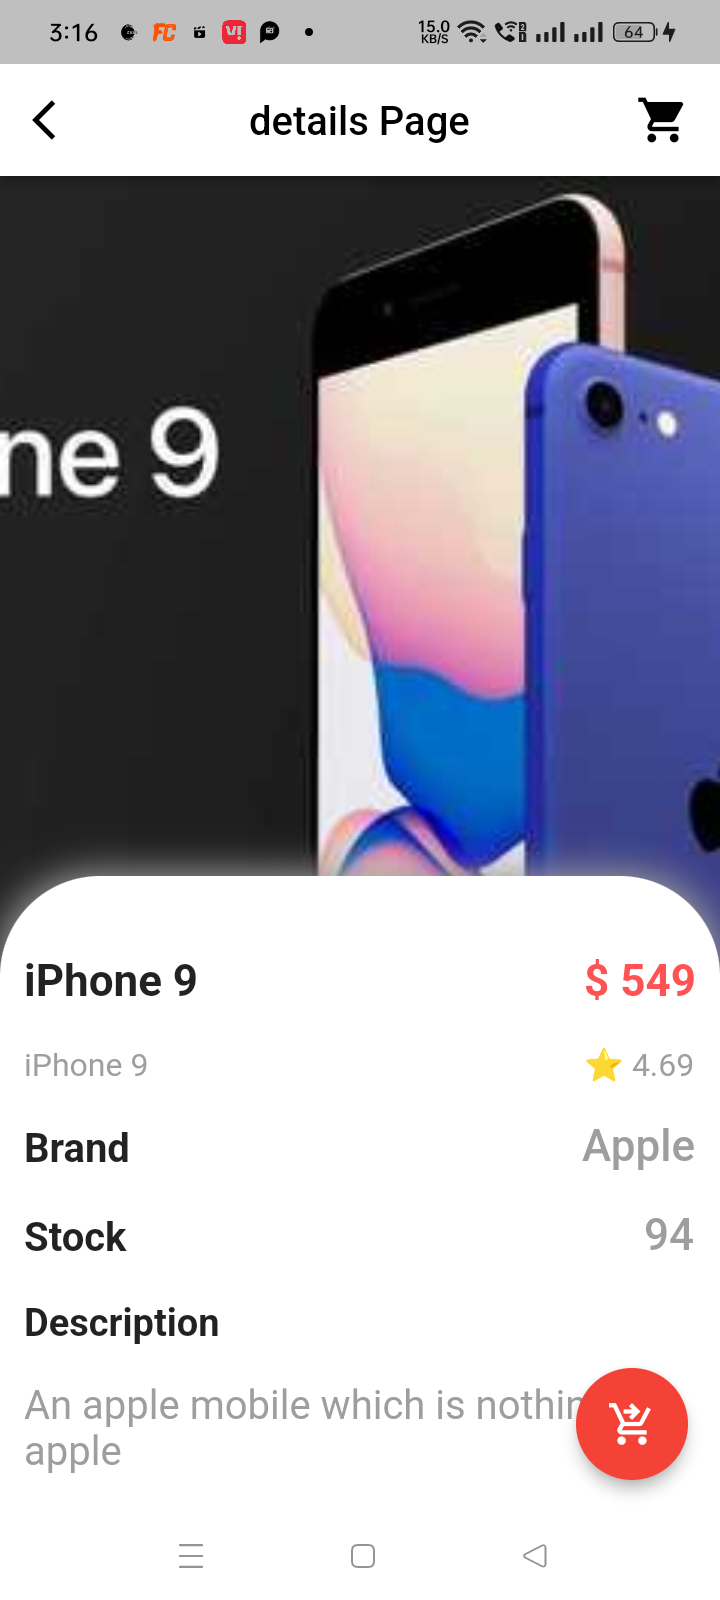 3:16 FC 15.0 KB/S 64
details Page
ne 9
iPhone 9 $ 549
iPhone 9 4.69
Brand Apple
Stock 94
Description
An apple mobile which is nothin
apple